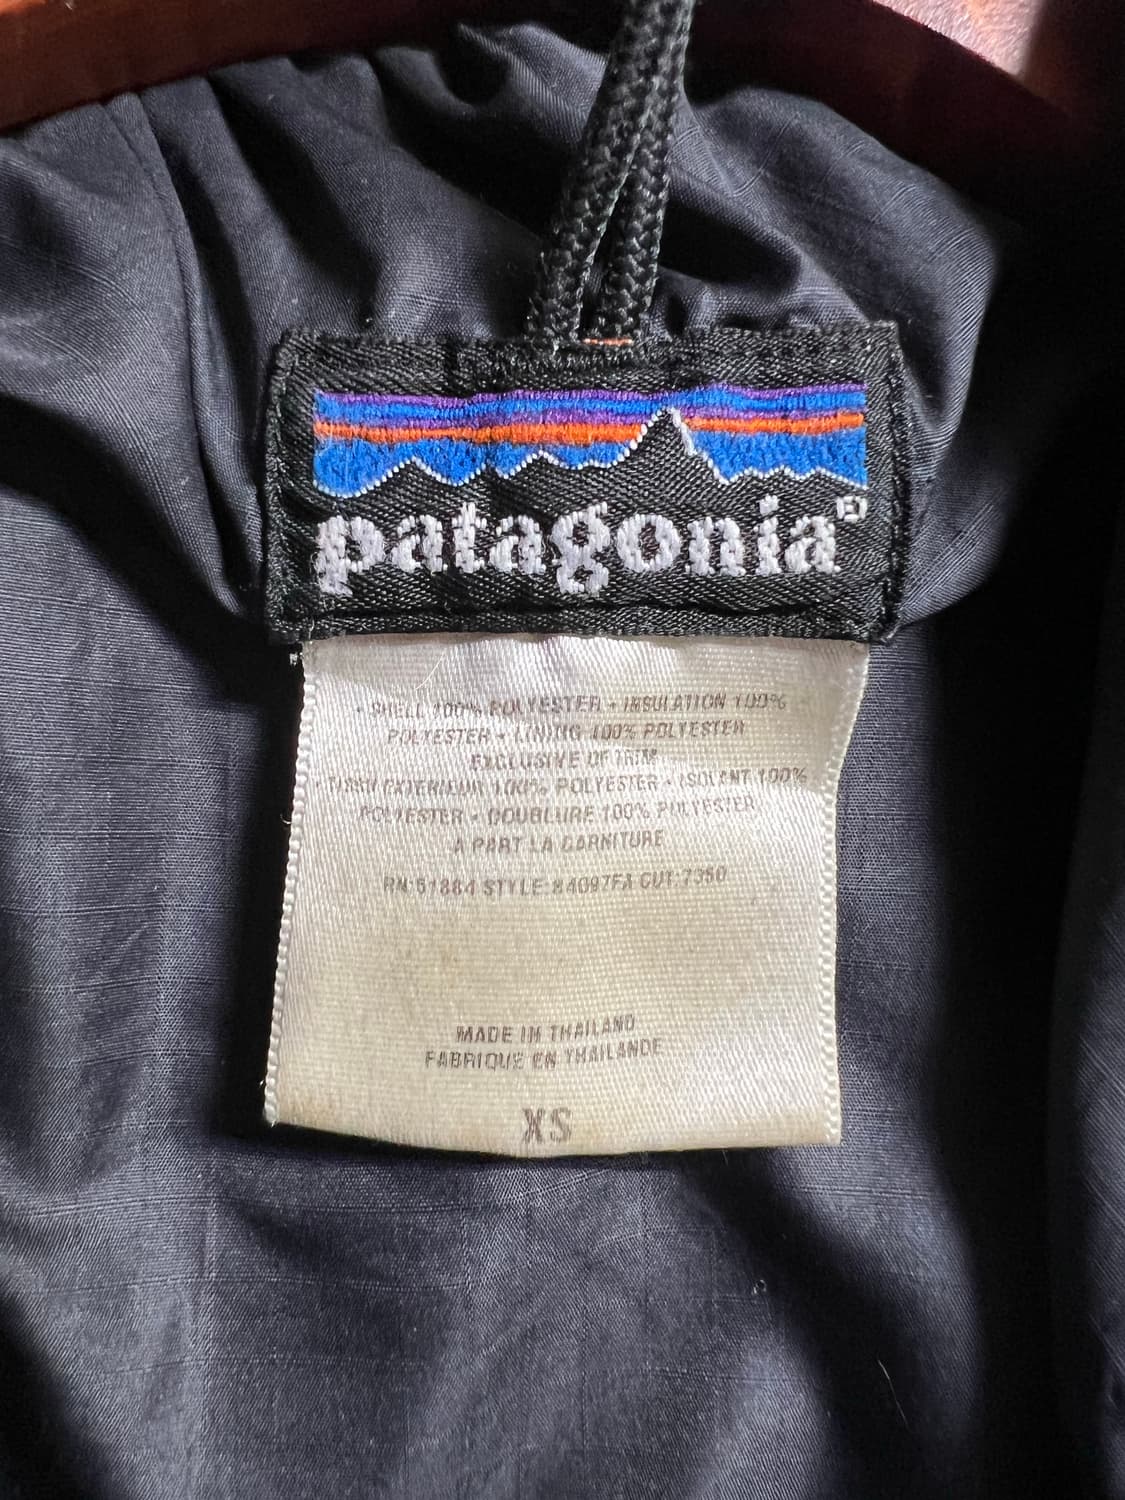 patagonia®
• SHELL 100% POLYESTER • INSULATION 100%
POLYESTER • LINING 100% POLYESTER
EXCLUSIVE OF TRIM
• TISSU EXTERIEUR 100% POLYESTER • ISOLANT 100%
POLYESTER • DOUBLURE 100% POLYESTER
A PART LA GARNITURE
RN:51884 STYLE:84097FA CUT:7350
MADE IN THAILAND
FABRIQUE EN THAILANDE
XS